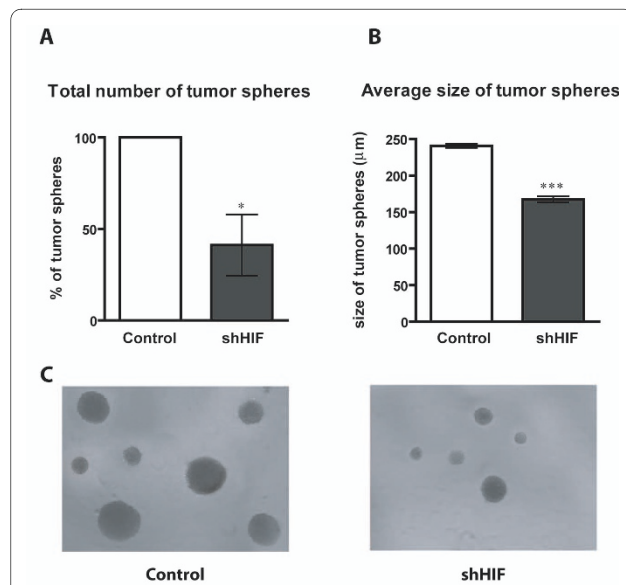 A
Total number of tumor spheres
% of tumor spheres
100
50
0
*
Control
shHIF
B
Average size of tumor spheres
size of tumor spheres (μm)
250
200
150
100
50
0
***
Control
shHIF
C
Control
shHIF